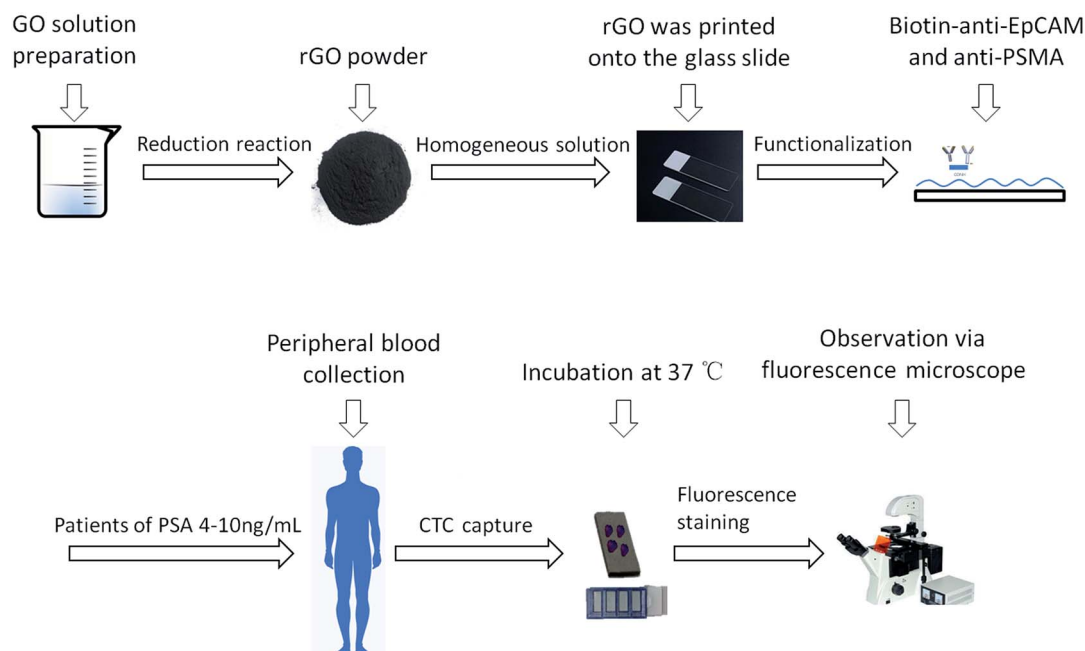 GO solution
preparation
rGO powder
rGO was printed
onto the glass slide
Biotin-anti-EpCAM
and anti-PSMA
Reduction reaction
Homogeneous solution
Functionalization
Peripheral blood
collection
Incubation at 37 ℃
Observation via
fluorescence microscope
Patients of PSA 4-10ng/mL
CTC capture
Fluorescence
staining